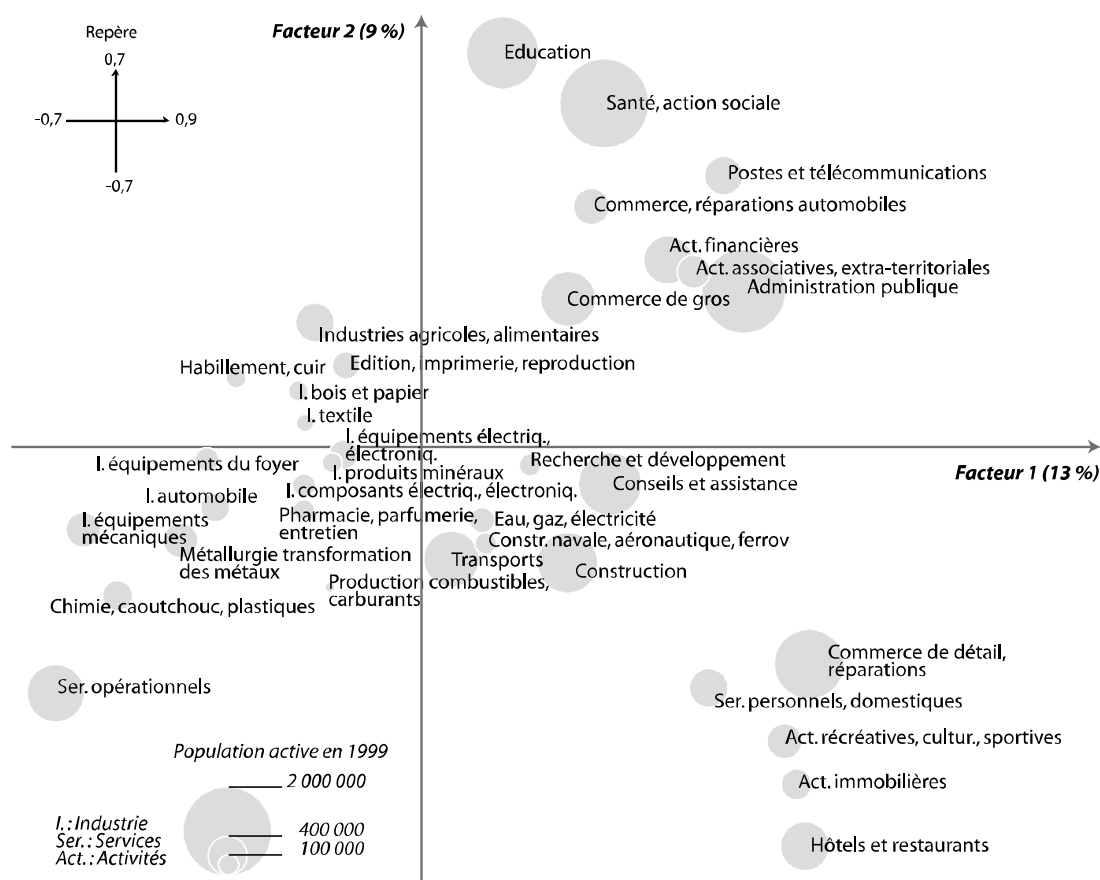 Facteur 2 (9 %)
Repère
0,7
-0,7
0,9
-0,7
Education
Santé, action sociale
Postes et télécommunications
Commerce, réparations automobiles
Act. financières
Act. associatives, extra-territoriales
Administration publique
Commerce de gros
Industries agricoles, alimentaires
Edition, imprimerie, reproduction
Habillement, cuir
I. bois et papier
I. textile
I. équipements électriq.,
électroniq.
I. équipements du foyer
I. produits minéraux
Recherche et développement
Facteur 1 (13 %)
Conseils et assistance
I. composants électriq., électroniq.
I. automobile
I. équipements
mécaniques
Pharmacie, parfumerie,
entretien
Eau, gaz, électricité
Constr. navale, aéronautique, ferrov
Métallurgie transformation
des métaux
Transports
Construction
Production combustibles,
carburants
Chimie, caoutchouc, plastiques
Commerce de détail,
réparations
Ser. opérationnels
Ser. personnels, domestiques
Act. récréatives, cultur., sportives
Act. immobilières
Hôtels et restaurants
Population active en 1999
2 000 000
400 000
100 000
I. : Industrie
Ser. : Services
Act. : Activités